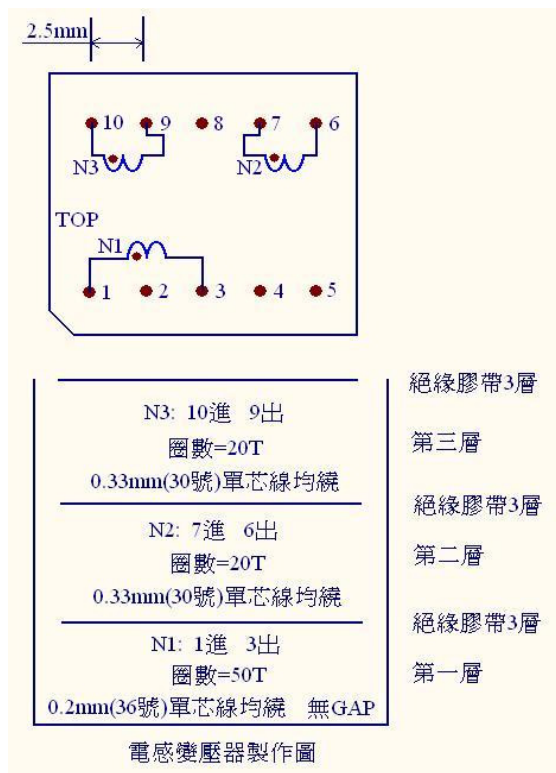 2.5mm
10 9 8 7 6
N3 N2
TOP
N1
1 2 3 4 5
絕緣膠帶3層
N3: 10進 9出
圈數=20T
0.33mm(30號)單芯線均繞
第三層
絕緣膠帶3層
N2: 7進 6出
圈數=20T
0.33mm(30號)單芯線均繞
第二層
絕緣膠帶3層
N1: 1進 3出
圈數=50T
0.2mm(36號)單芯線均繞 無GAP
第一層
電感變壓器製作圖